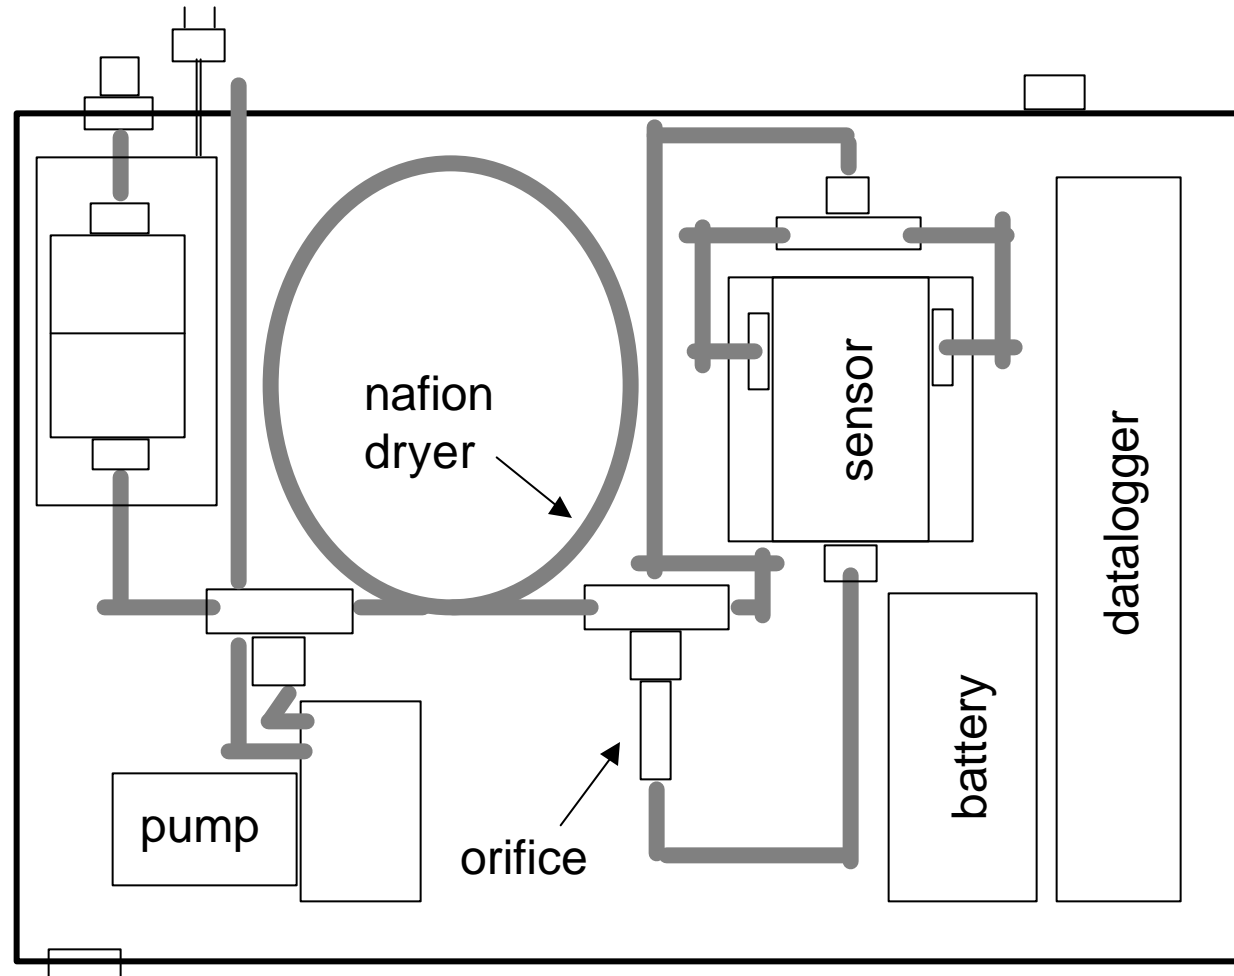 nafion
dryer
sensor
datalogger
battery
pump
orifice